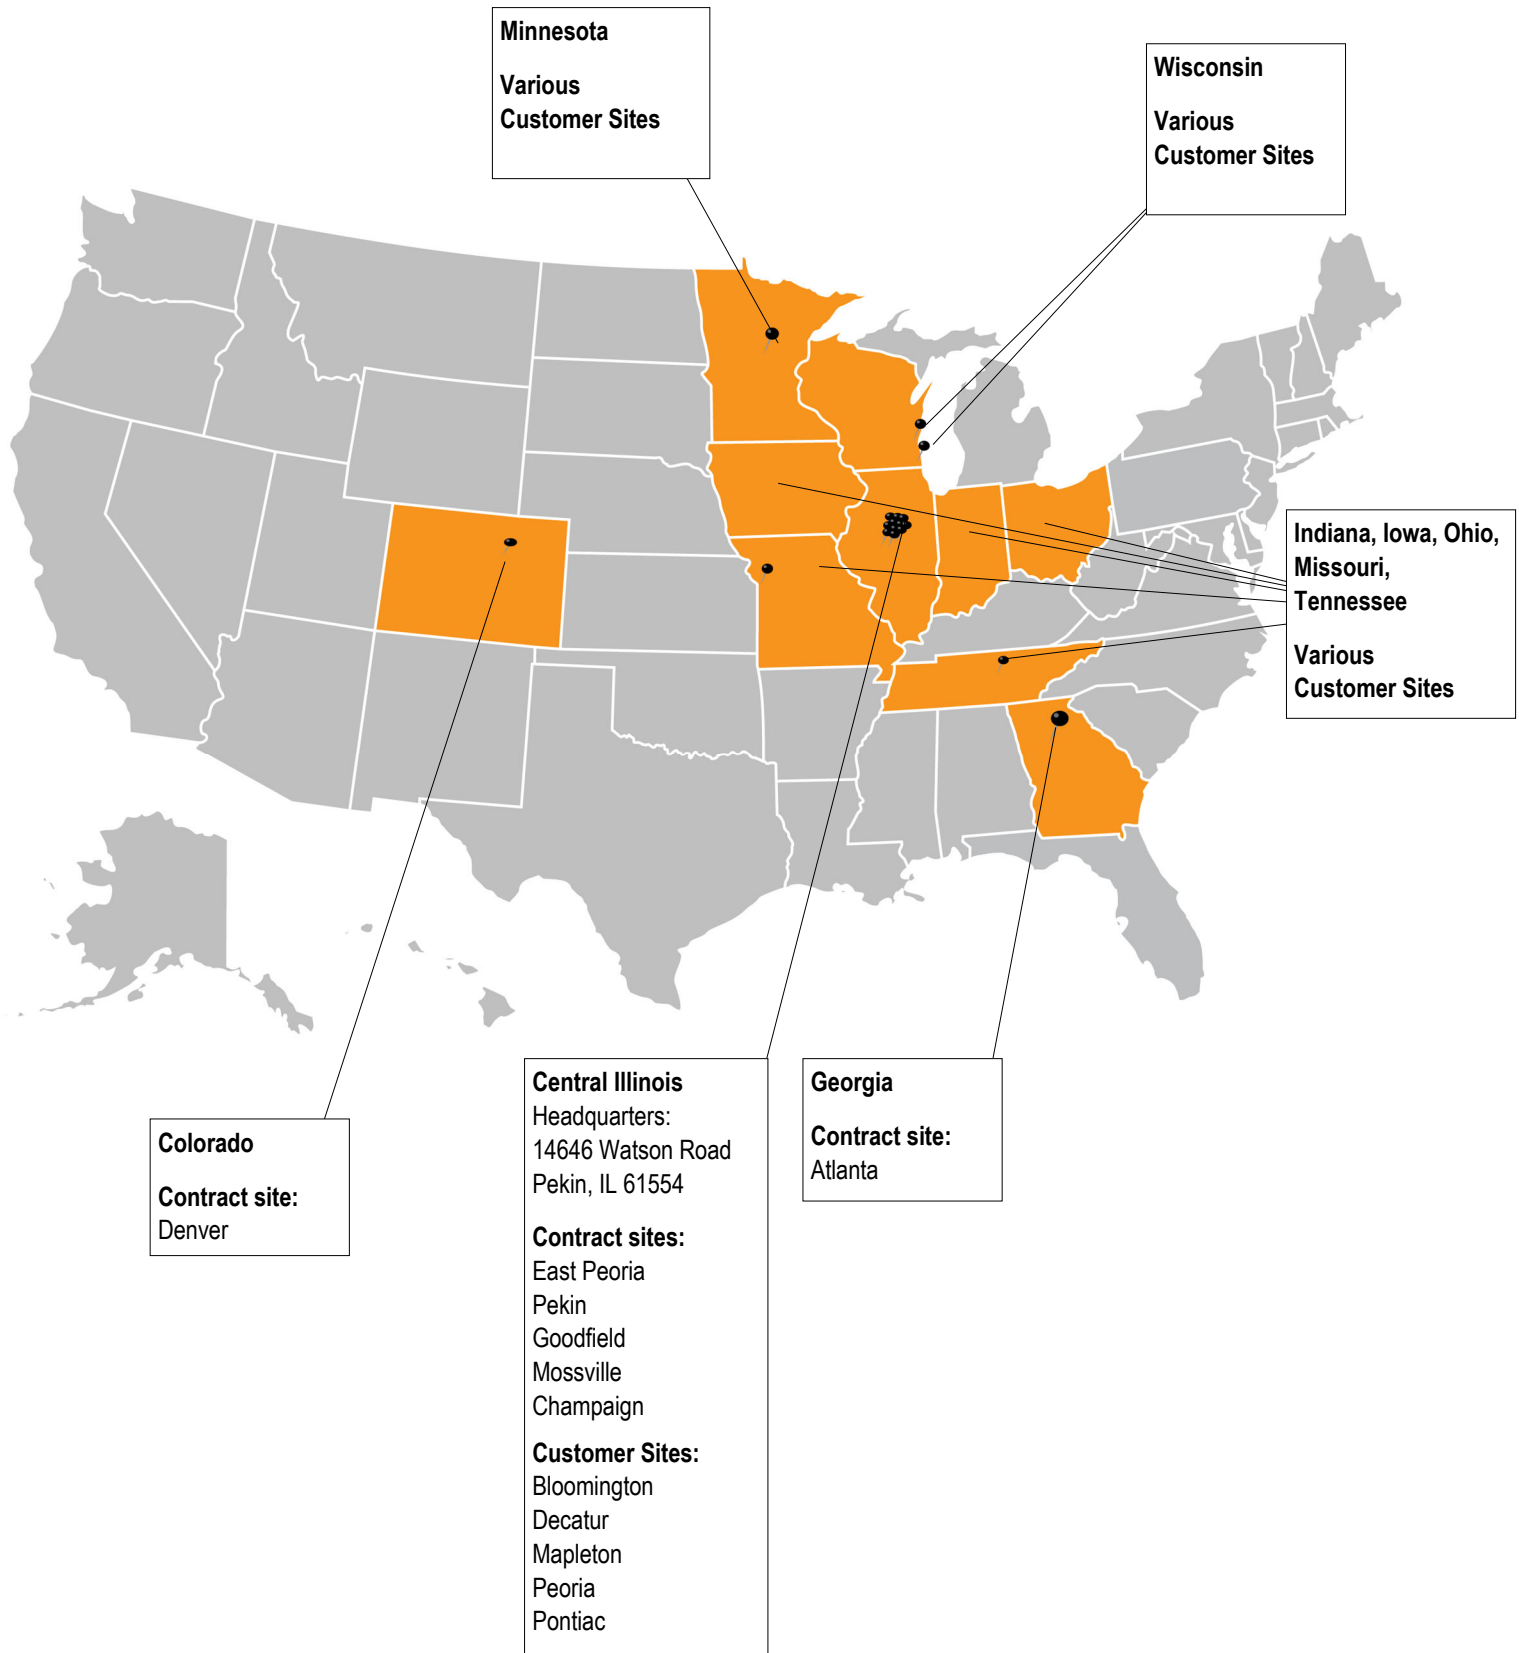 Minnesota
Various
Customer Sites
Wisconsin
Various
Customer Sites
Indiana, Iowa, Ohio,
Missouri,
Tennessee
Various
Customer Sites
Colorado
Contract site:
Denver
Central Illinois
Headquarters:
14646 Watson Road
Pekin, IL 61554
Contract sites:
East Peoria
Pekin
Goodfield
Mossville
Champaign
Customer Sites:
Bloomington
Decatur
Mapleton
Peoria
Pontiac
Georgia
Contract site:
Atlanta